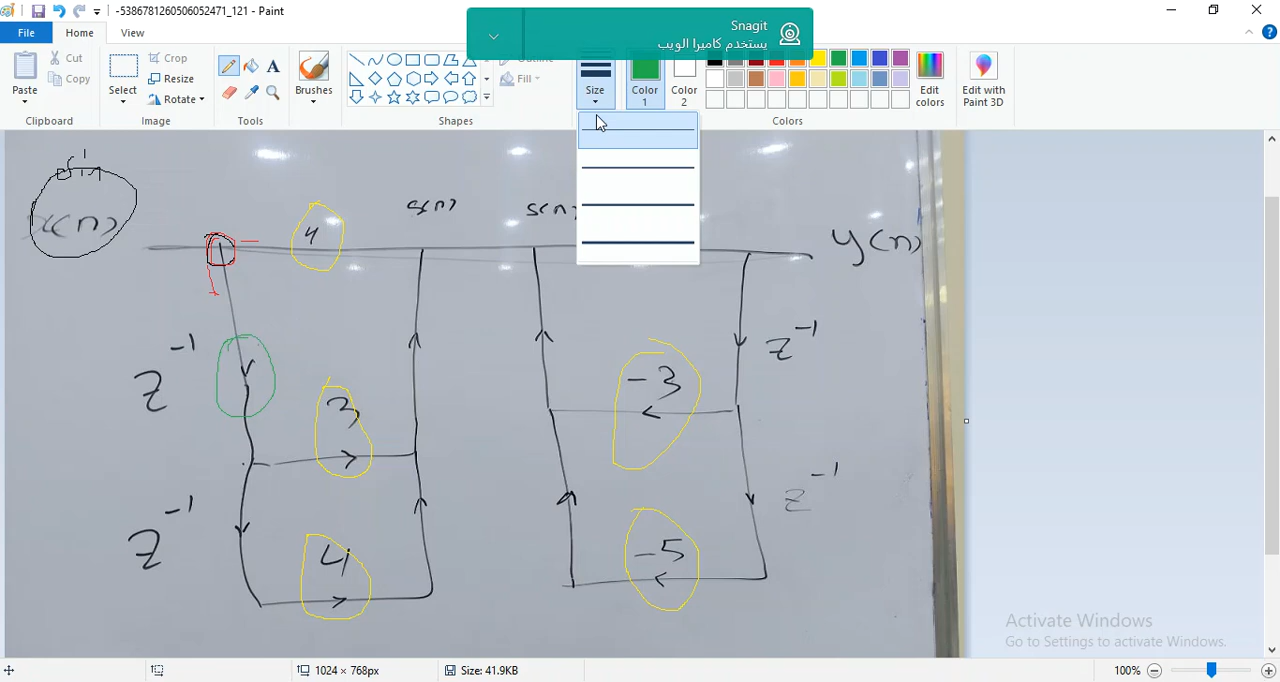 -5386781260506052471_121 - Paint
Snagit
يستخدم كاميرا الويب
File
Home
View
Paste
Cut
Copy
Clipboard
Select
Crop
Resize
Rotate
Image
A
Tools
Brushes
Outline
Fill
Shapes
Size
Color
1
Color
2
Edit
colors
Edit with
Paint 3D
Colors
x(n)
4
s(n)
s(n)
y(n)
z⁻¹
3
-3
z⁻¹
z⁻¹
4
-5
z⁻¹
Activate Windows
Go to Settings to activate Windows.
1024 × 768px
Size: 41.9KB
100%